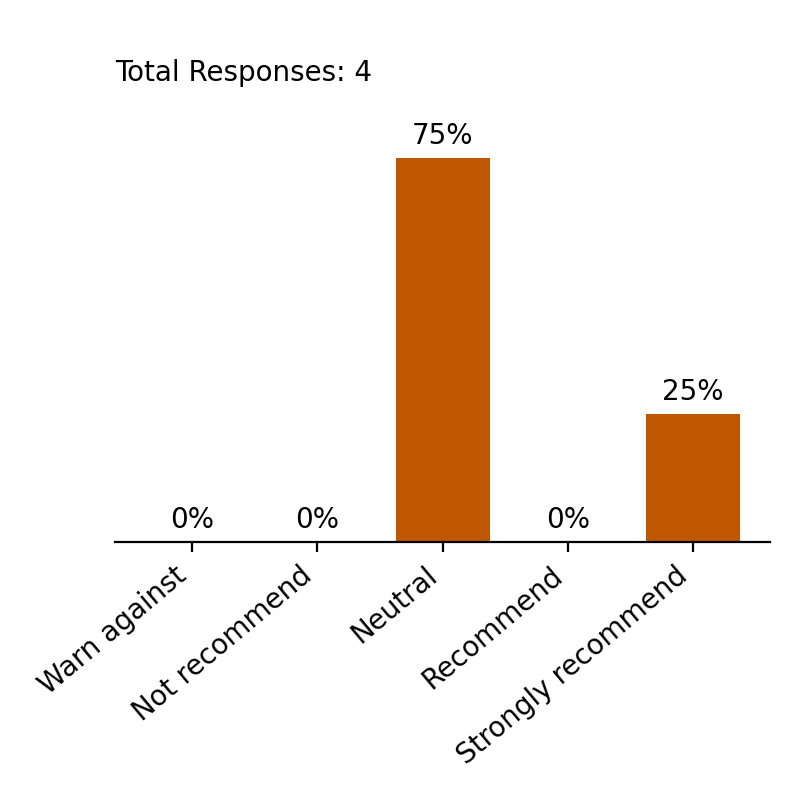 Total Responses: 4
75%
25%
0%
0%
0%
Warn against
Not recommend
Neutral
Recommend
Strongly recommend